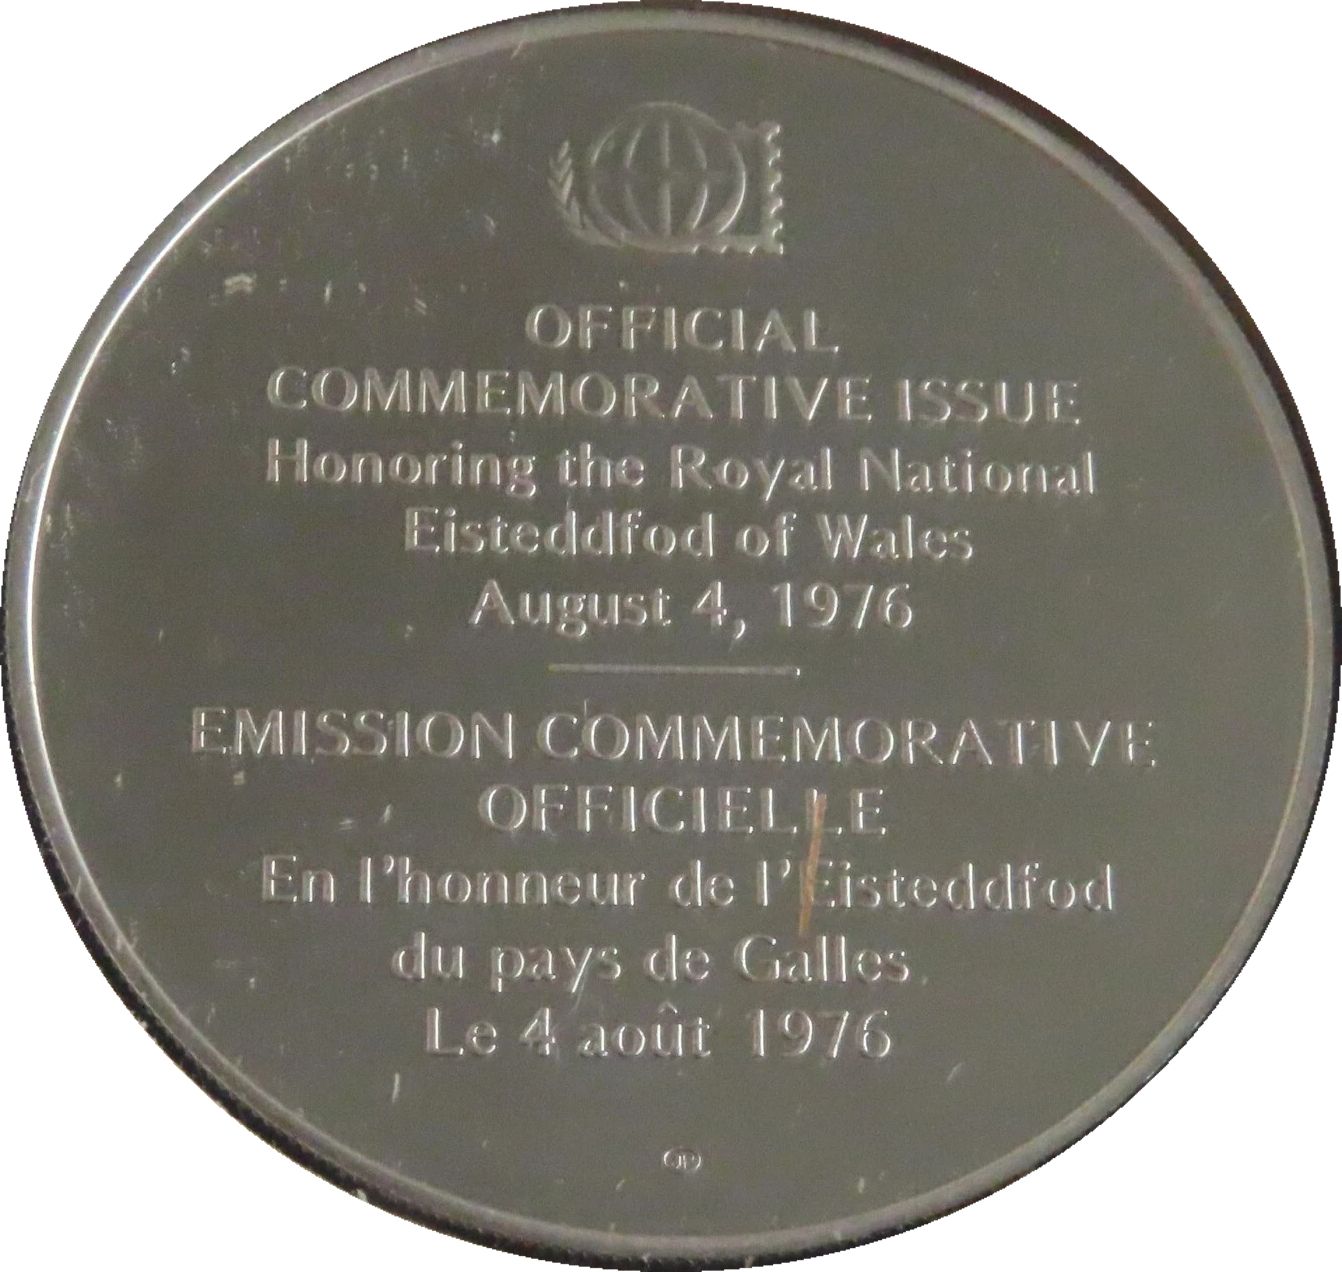 OFFICIAL
COMMEMORATIVE ISSUE
Honoring the Royal National
Eisteddfod of Wales
August 4, 1976
EMISSION COMMEMORATIVE
OFFICIELLE
En l'honneur de l'Eisteddfod
du pays de Galles
Le 4 août 1976